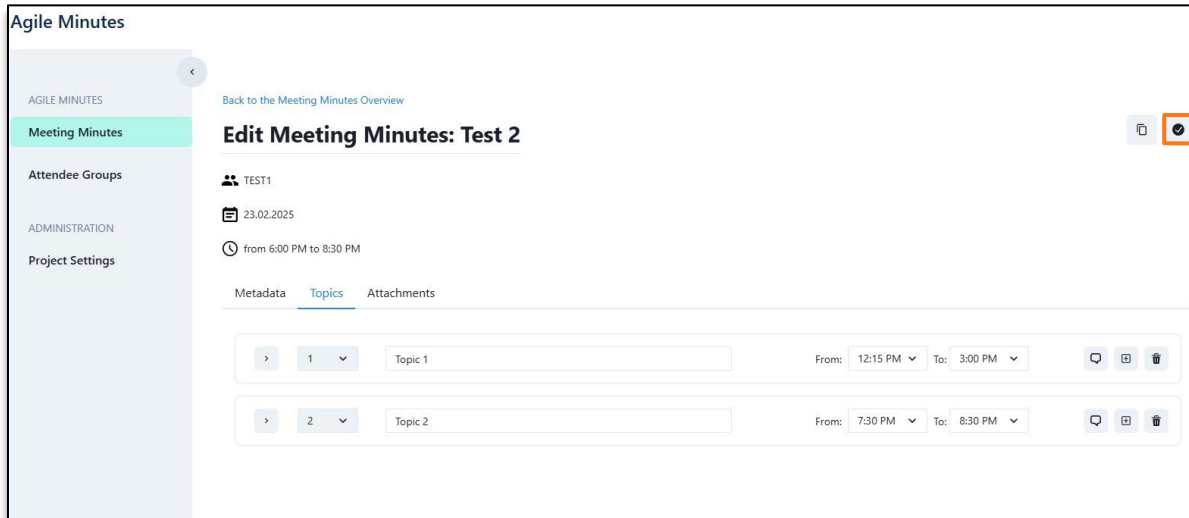 Agile Minutes
AGILE MINUTES
Meeting Minutes
Attendee Groups
ADMINISTRATION
Project Settings
Back to the Meeting Minutes Overview
Edit Meeting Minutes: Test 2
TEST1
23.02.2025
from 6:00 PM to 8:30 PM
Metadata Topics Attachments
1 Topic 1 From: 12:15 PM To: 3:00 PM
2 Topic 2 From: 7:30 PM To: 8:30 PM